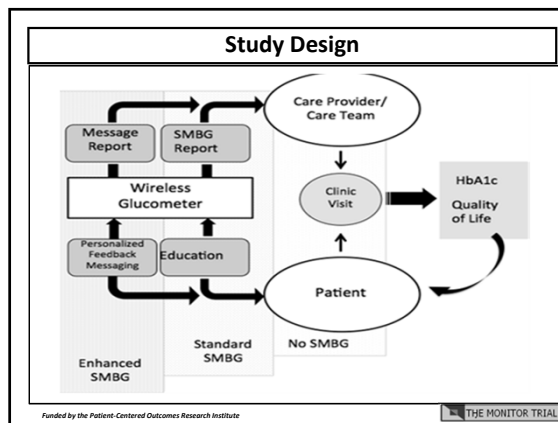 Study Design
Care Provider/
Care Team
Message
Report
SMBG
Report
Wireless
Glucometer
Clinic
Visit
HbA1c
Quality
of Life
Personalized
Feedback
Messaging
Education
Patient
Enhanced
SMBG
Standard
SMBG
No SMBG
Funded by the Patient-Centered Outcomes Research Institute
THE MONITOR TRIAL